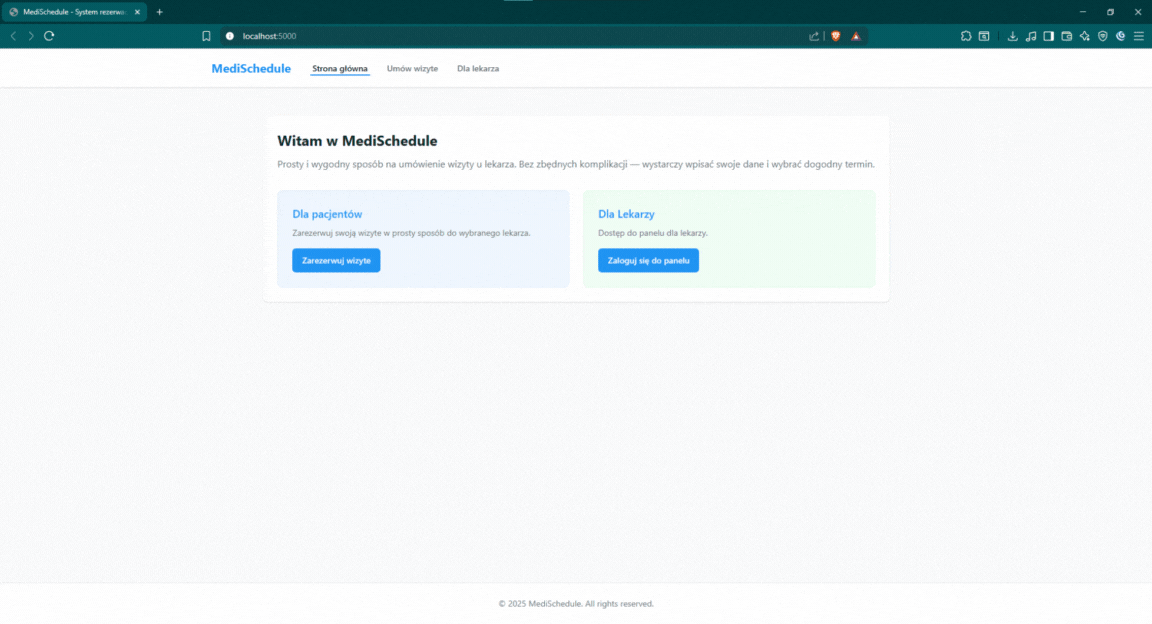 MediSchedule - System rezerwa
localhost:5000
MediSchedule
Strona główna
Umów wizyte
Dla lekarza
Witam w MediSchedule
Prosty i wygodny sposób na umówienie wizyty u lekarza. Bez zbędnych komplikacji — wystarczy wpisać swoje dane i wybrać dogodny termin.
Dla pacjentów
Zarezerwuj swoją wizyte w prosty sposób do wybranego lekarza.
Zarezerwuj wizyte
Dla Lekarzy
Dostęp do panelu dla lekarzy.
Zaloguj się do panelu
© 2025 MediSchedule. All rights reserved.